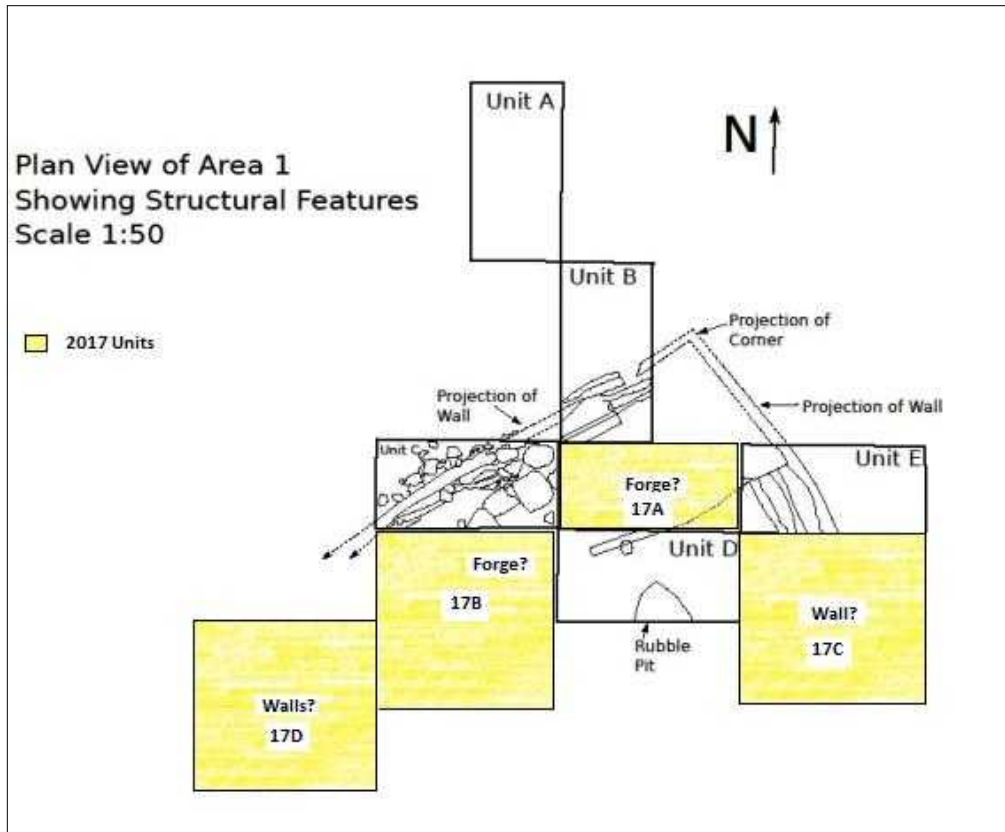 Plan View of Area 1
Showing Structural Features
Scale 1:50
2017 Units
Unit A
N
Unit B
Projection of
Corner
Projection of
Wall
Projection of Wall
Unit C
Unit E
Forge?
17A
Unit D
Forge?
17B
Wall?
17C
Rubble
Pit
Walls?
17D